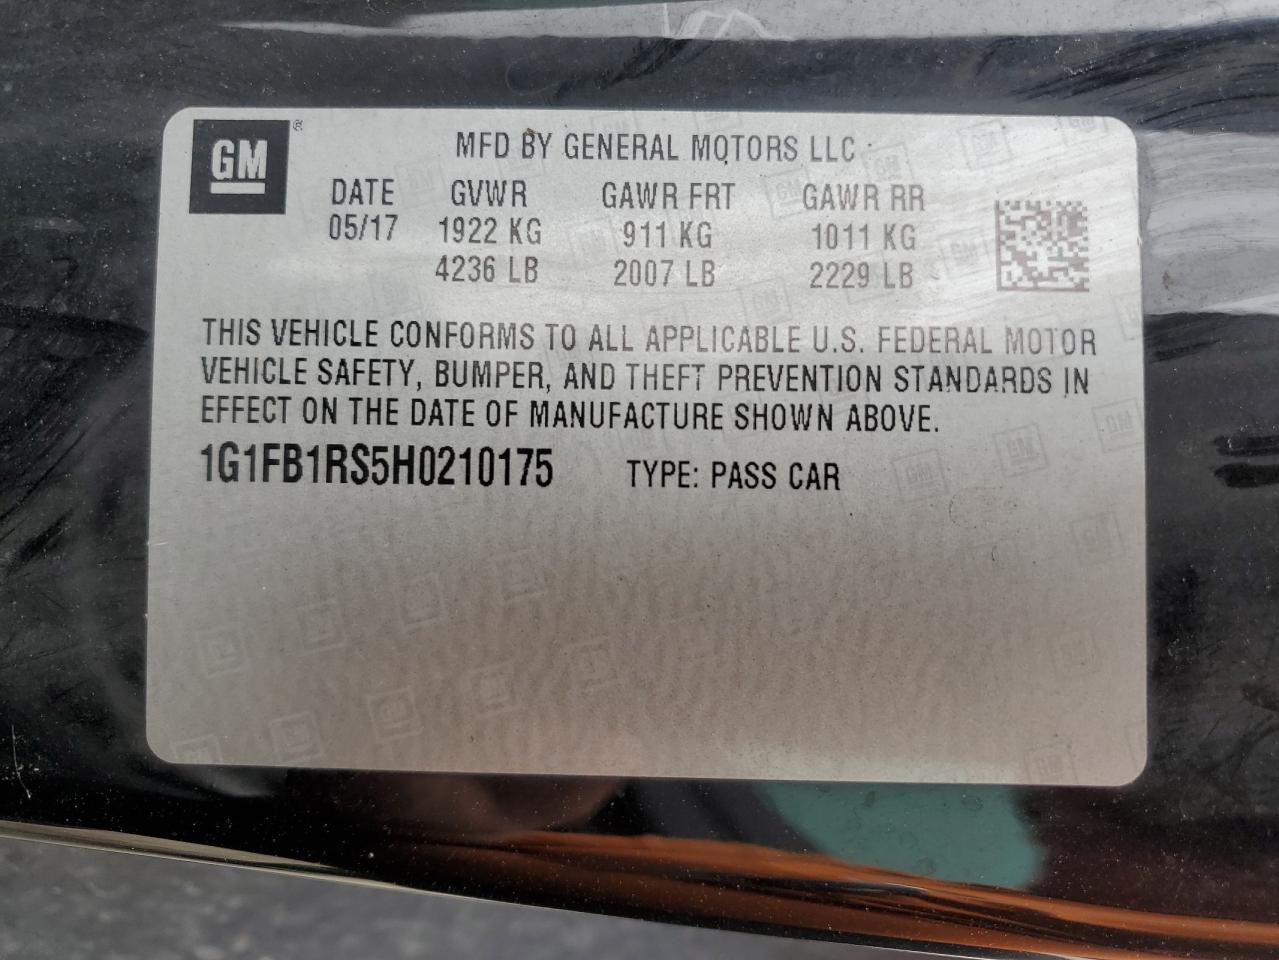 GM ®
MFD BY GENERAL MOTORS LLC
DATE GVWR GAWR FRT GAWR RR
05/17 1922 KG 911 KG 1011 KG
4236 LB 2007 LB 2229 LB
THIS VEHICLE CONFORMS TO ALL APPLICABLE U.S. FEDERAL MOTOR
VEHICLE SAFETY, BUMPER, AND THEFT PREVENTION STANDARDS IN
EFFECT ON THE DATE OF MANUFACTURE SHOWN ABOVE.
1G1FB1RS5H0210175 TYPE: PASS CAR